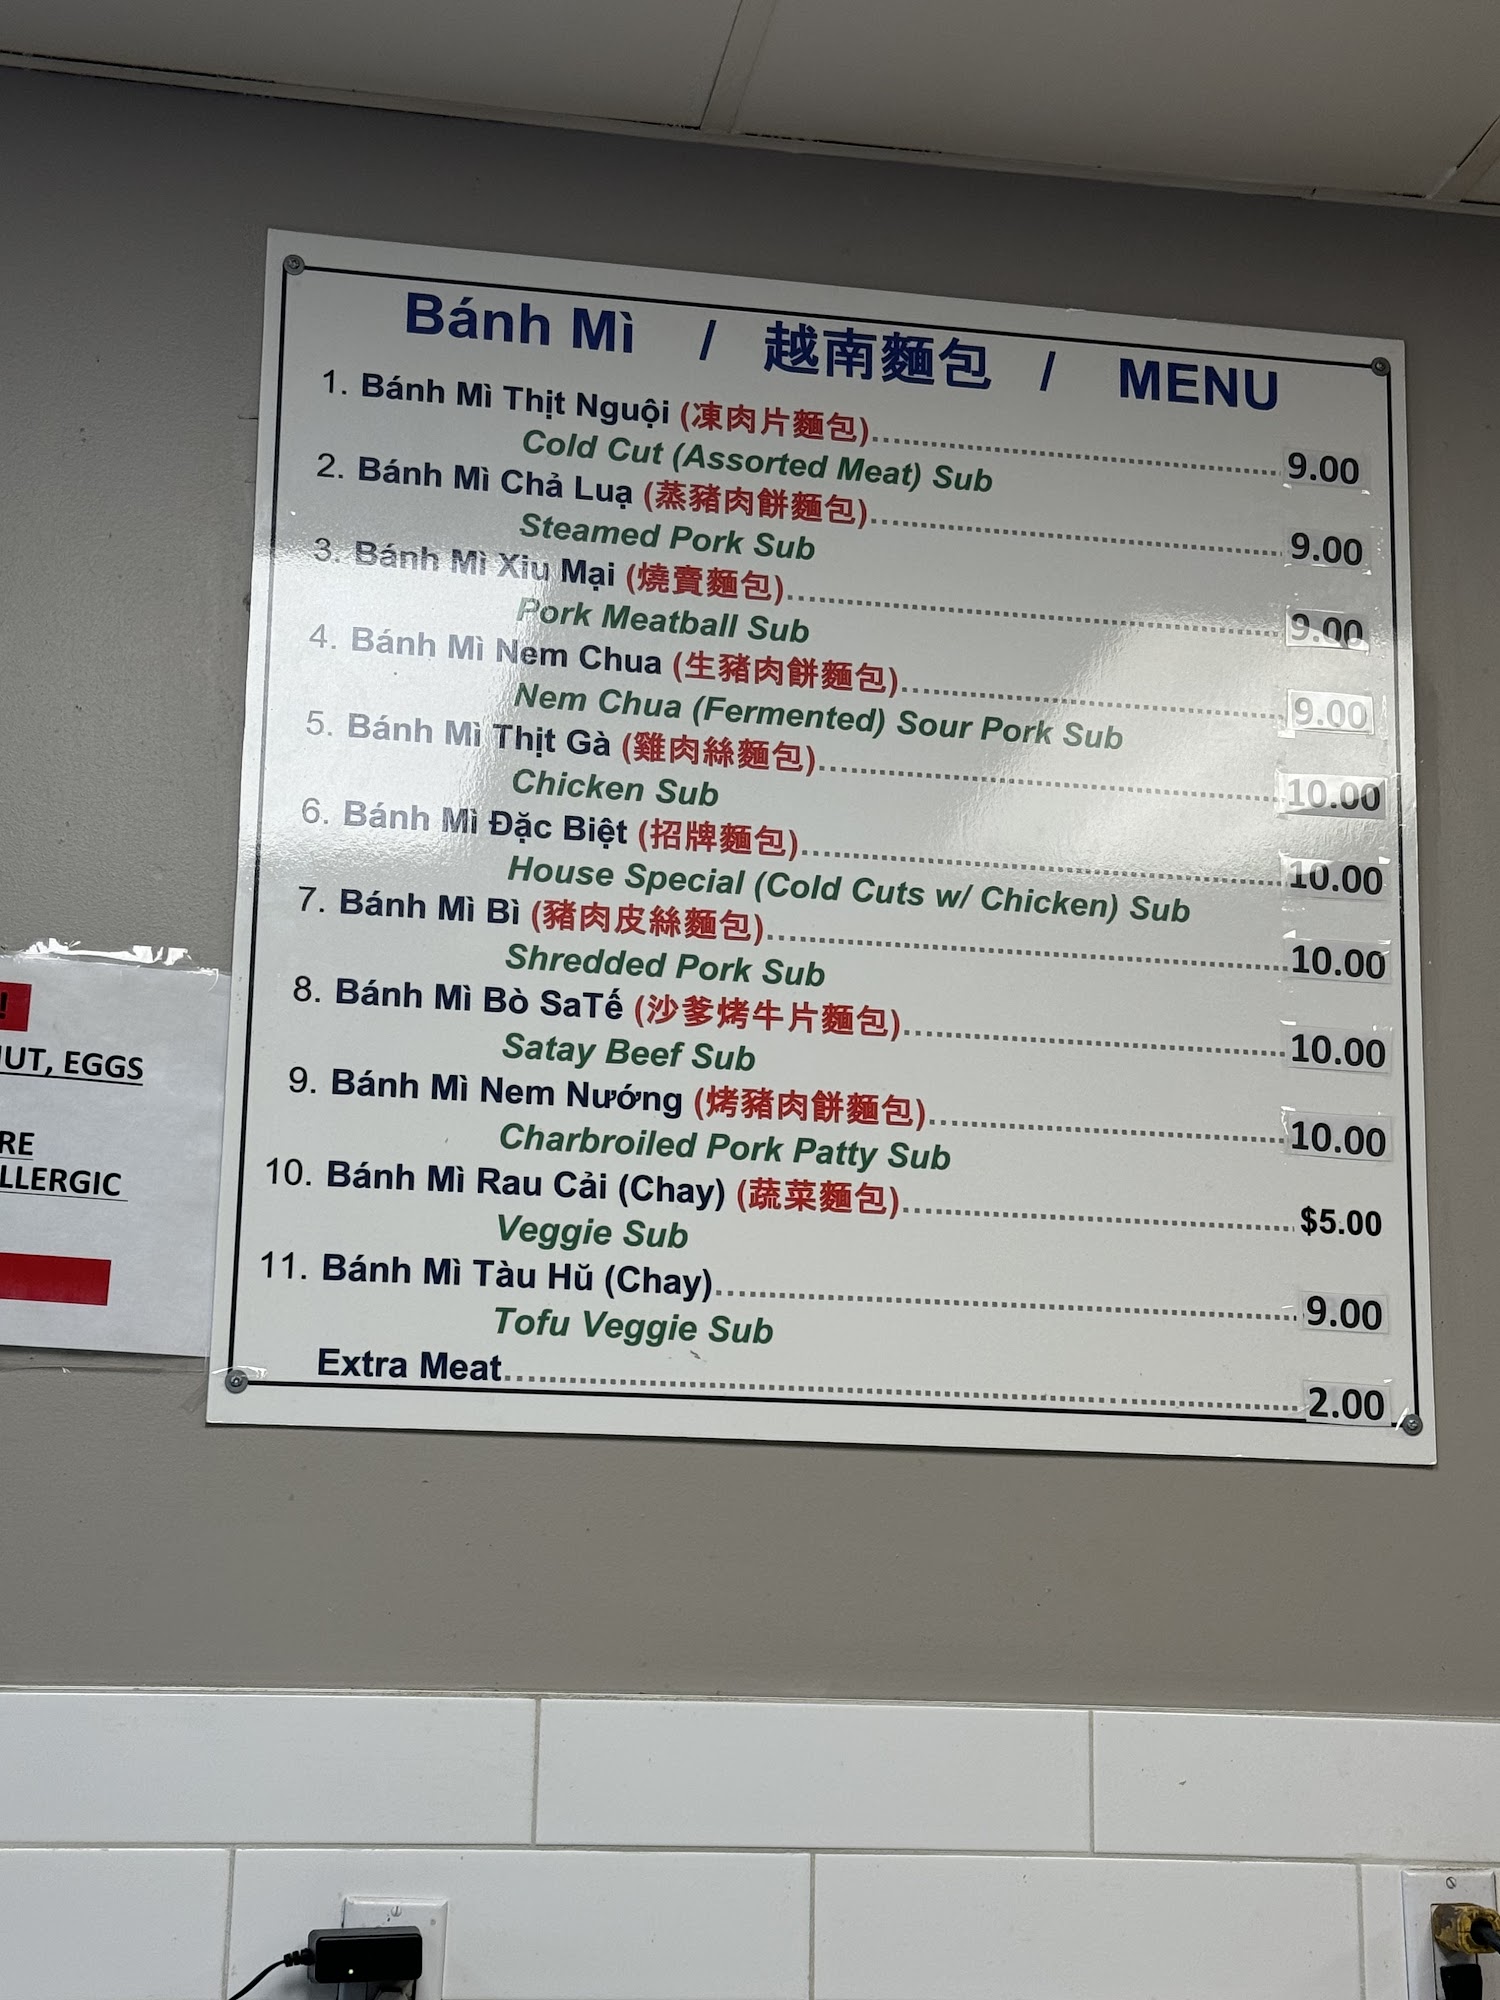 Bánh Mì / 越南麵包 / MENU
1. Bánh Mì Thịt Nguội (凍肉片麵包)........ 9.00
Cold Cut (Assorted Meat) Sub
2. Bánh Mì Chả Luạ (蒸豬肉餅麵包)........ 9.00
Steamed Pork Sub
3. Bánh Mì Xiu Mại (燒賣麵包)........ 9.00
Pork Meatball Sub
4. Bánh Mì Nem Chua (生豬肉餅麵包)........ 9.00
Nem Chua (Fermented) Sour Pork Sub
5. Bánh Mì Thịt Gà (雞肉絲麵包)........ 10.00
Chicken Sub
6. Bánh Mì Đặc Biệt (招牌麵包)........ 10.00
House Special (Cold Cuts w/ Chicken) Sub
7. Bánh Mì Bì (豬肉皮絲麵包)........ 10.00
Shredded Pork Sub
8. Bánh Mì Bò SaTế (沙爹烤牛片麵包)........ 10.00
Satay Beef Sub
9. Bánh Mì Nem Nướng (烤豬肉餅麵包)........ 10.00
Charbroiled Pork Patty Sub
10. Bánh Mì Rau Cải (Chay) (蔬菜麵包)........ $5.00
Veggie Sub
11. Bánh Mì Tàu Hŭ (Chay)........ 9.00
Tofu Veggie Sub
Extra Meat........ 2.00
!
UT, EGGS
RE
LLERGIC